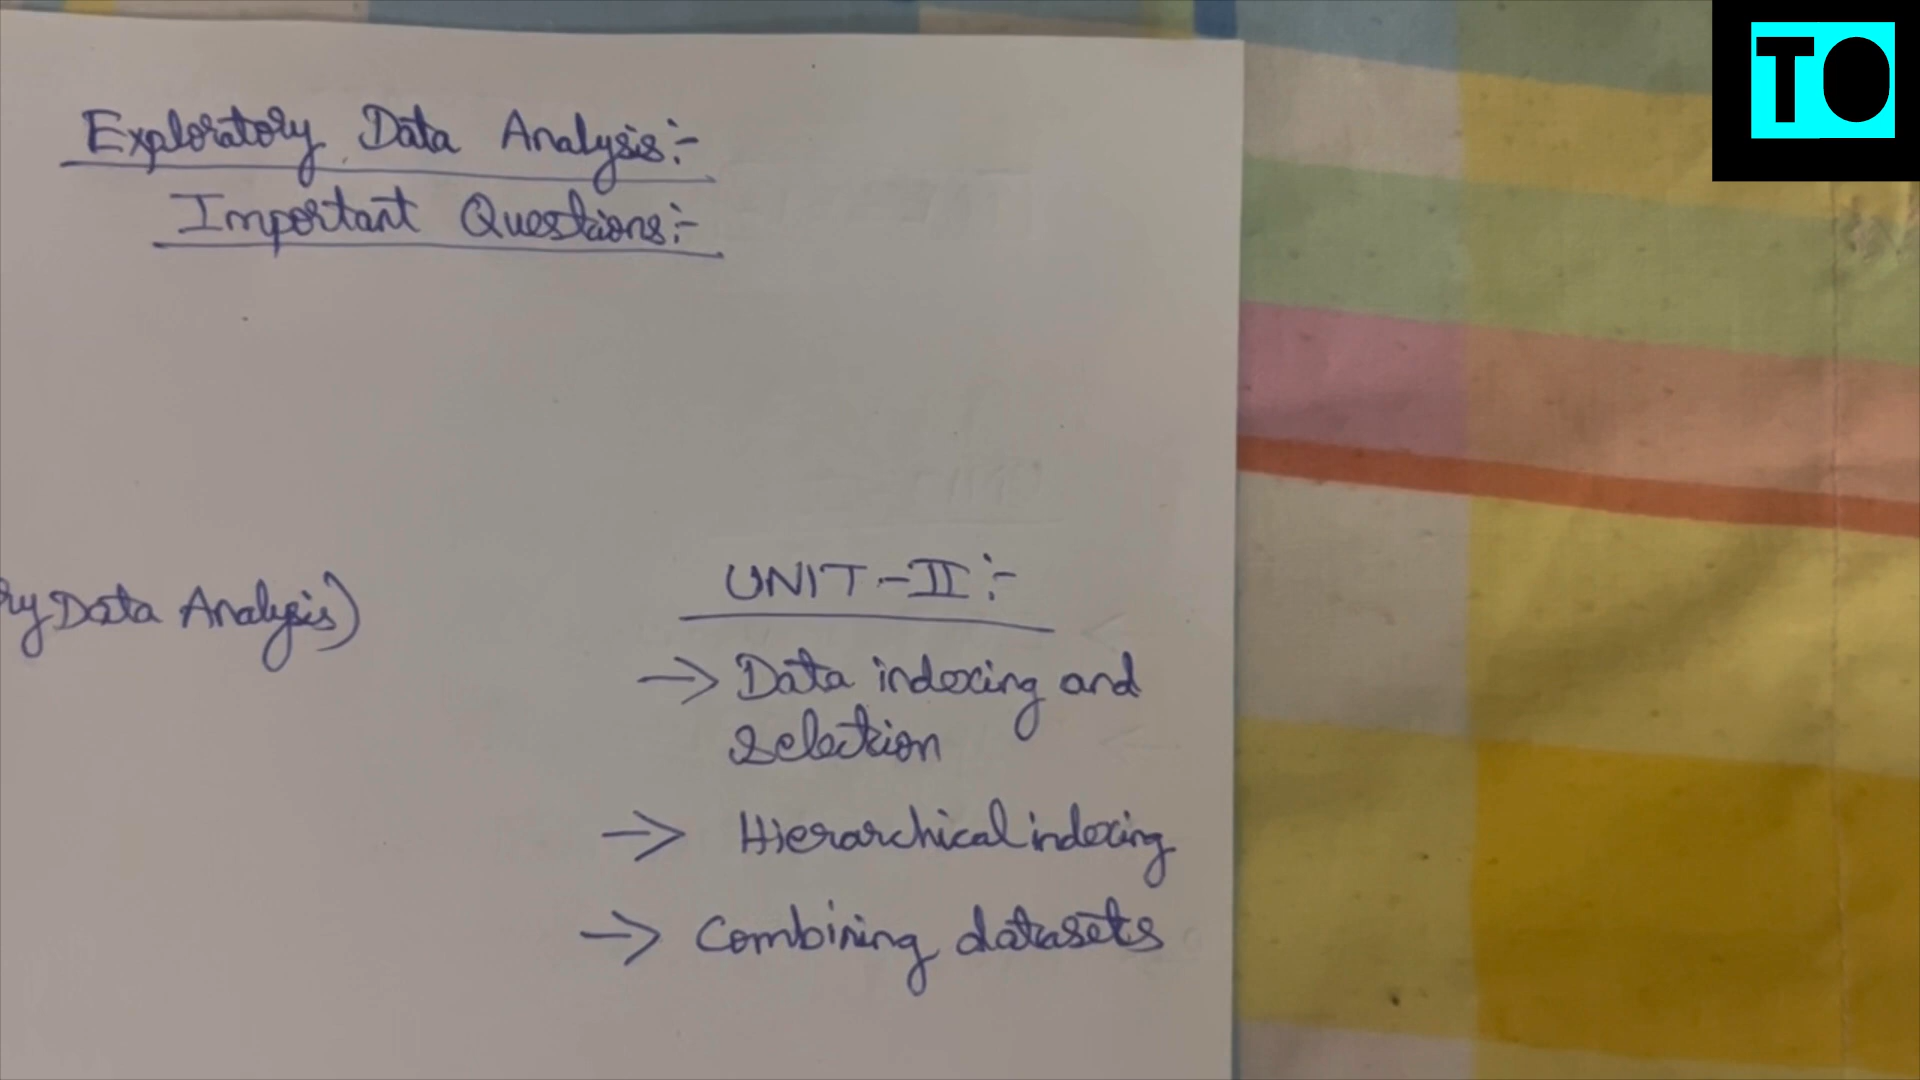 TO
Exploratory Data Analysis:-
Important Questions:-
Data Analysis)
UNIT-II:-
→ Data indexing and
selection
→ Hierarchical indexing
→ Combining datasets